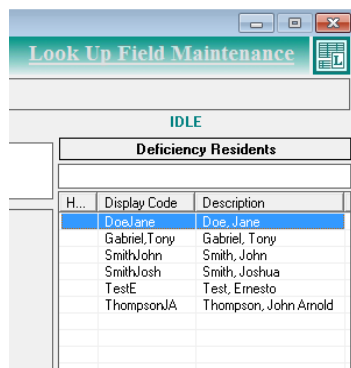 Look Up Field Maintenance
L
IDLE
Deficiency Residents
H... Display Code Description
DoeJane Doe, Jane
Gabriel,Tony Gabriel, Tony
SmithJohn Smith, John
SmithJosh Smith, Joshua
TestE Test, Ernesto
ThompsonJA Thompson, John Arnold